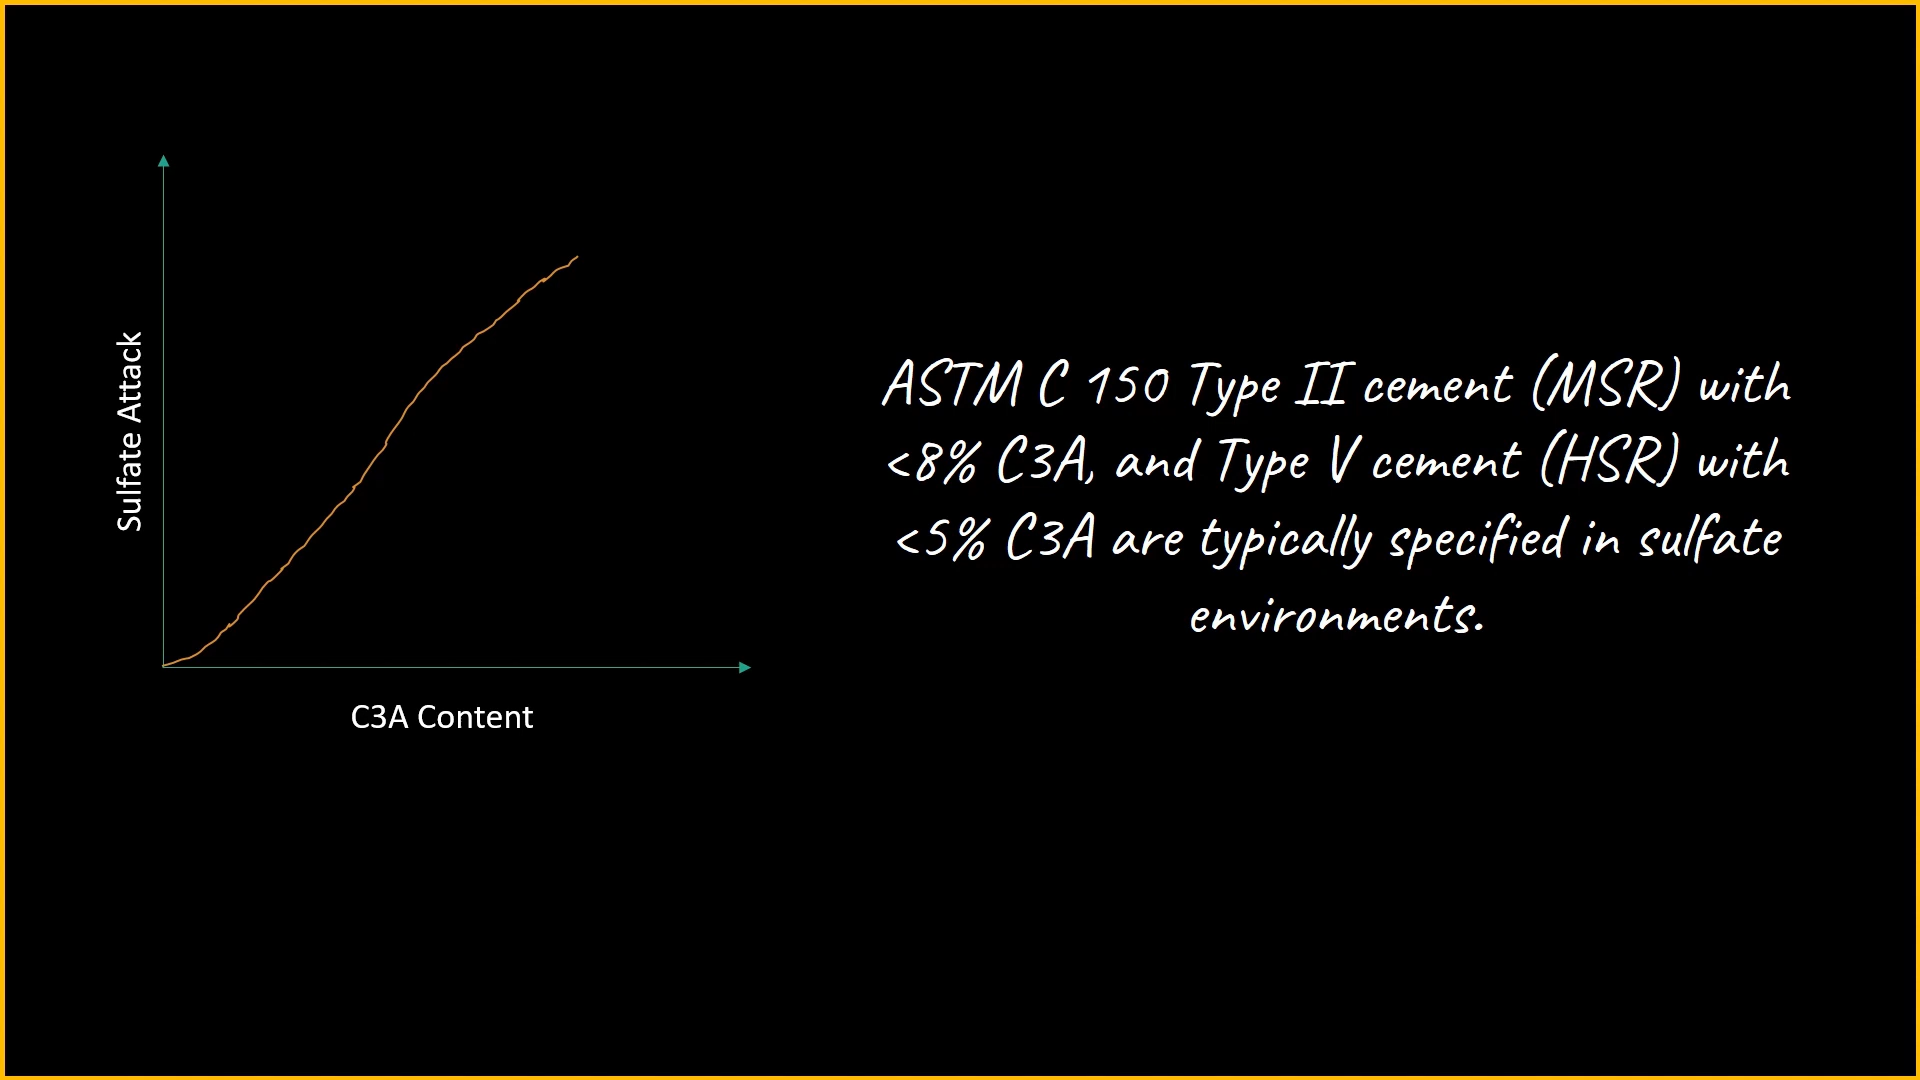 Sulfate Attack
C3A Content
ASTM C 150 Type II cement (MSR) with
<8% C3A, and Type V cement (HSR) with
<5% C3A are typically specified in sulfate
environments.